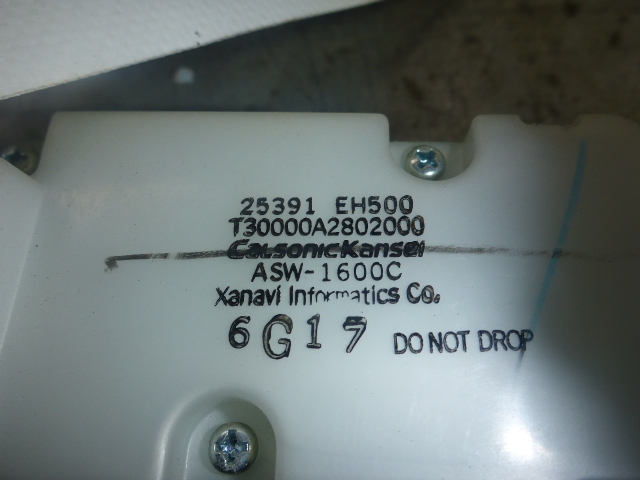 25391 EH500
T30000A2802000
CalsonicKansei
ASW-1600C
Xanavi Informatics Co.
6G17 DO NOT DROP